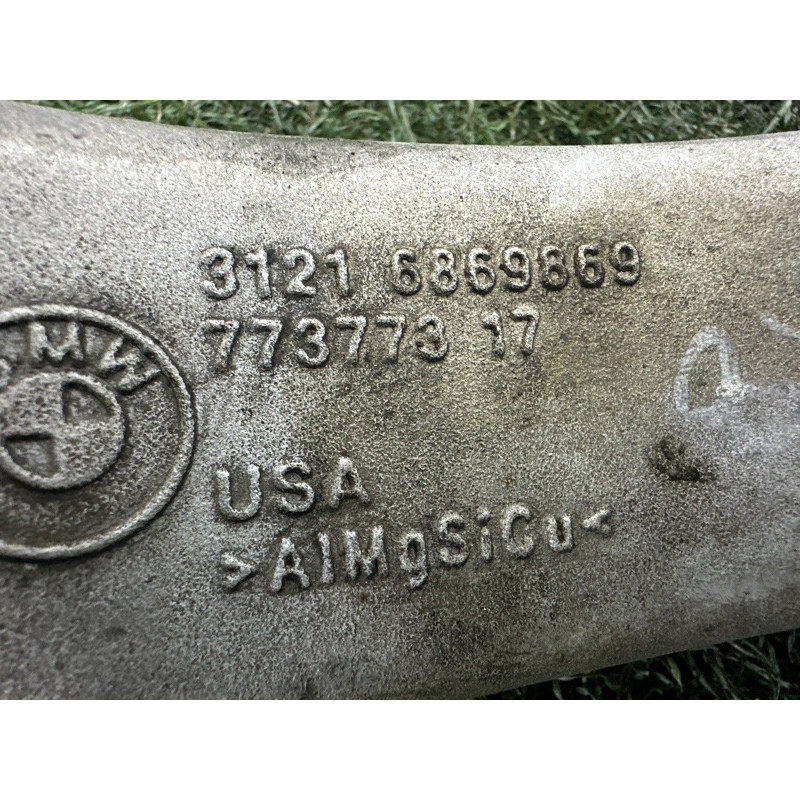 3121 6869869
773773 17
BMW
USA
>AlMgSiCu<